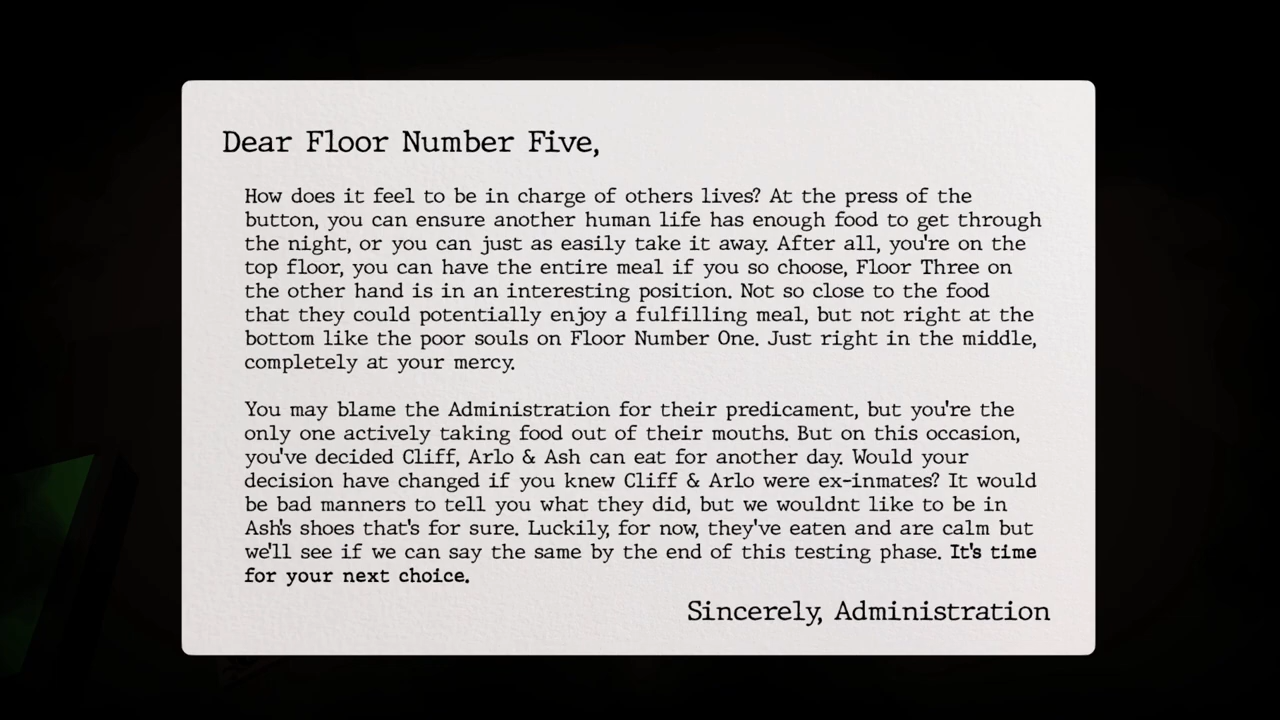 Dear Floor Number Five,
How does it feel to be in charge of others lives? At the press of the
button, you can ensure another human life has enough food to get through
the night, or you can just as easily take it away. After all, you're on the
top floor, you can have the entire meal if you so choose, Floor Three on
the other hand is in an interesting position. Not so close to the food
that they could potentially enjoy a fulfilling meal, but not right at the
bottom like the poor souls on Floor Number One. Just right in the middle,
completely at your mercy.
You may blame the Administration for their predicament, but you're the
only one actively taking food out of their mouths. But on this occasion,
you've decided Cliff, Arlo & Ash can eat for another day. Would your
decision have changed if you knew Cliff & Arlo were ex-inmates? It would
be bad manners to tell you what they did, but we wouldnt like to be in
Ash's shoes that's for sure. Luckily, for now, they've eaten and are calm but
we'll see if we can say the same by the end of this testing phase. It's time
for your next choice.
Sincerely, Administration